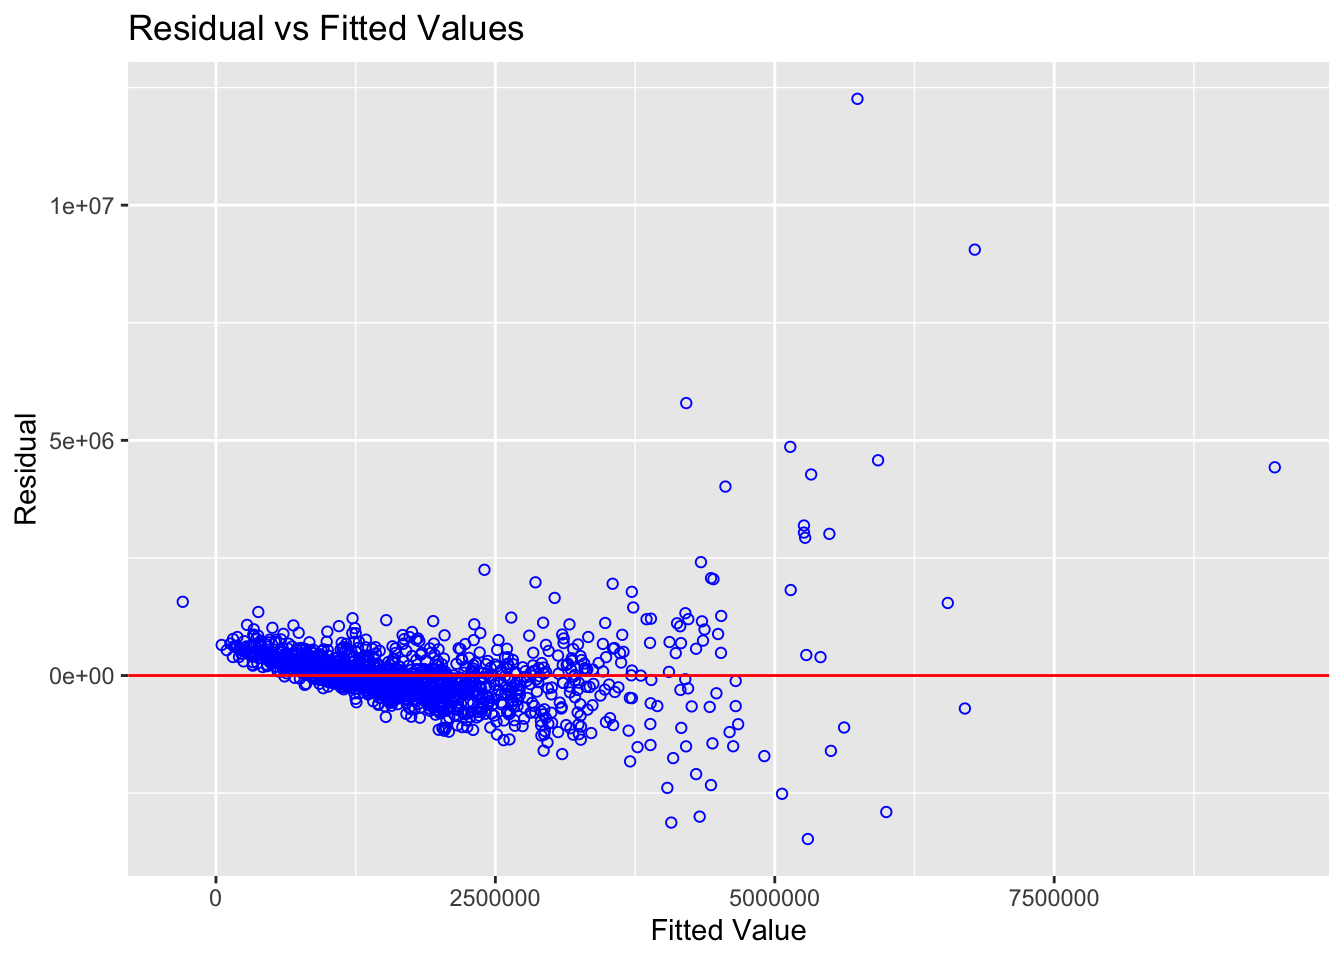 Residual vs Fitted Values
1e+07
5e+06
0e+00
Residual
0
2500000
5000000
7500000
Fitted Value